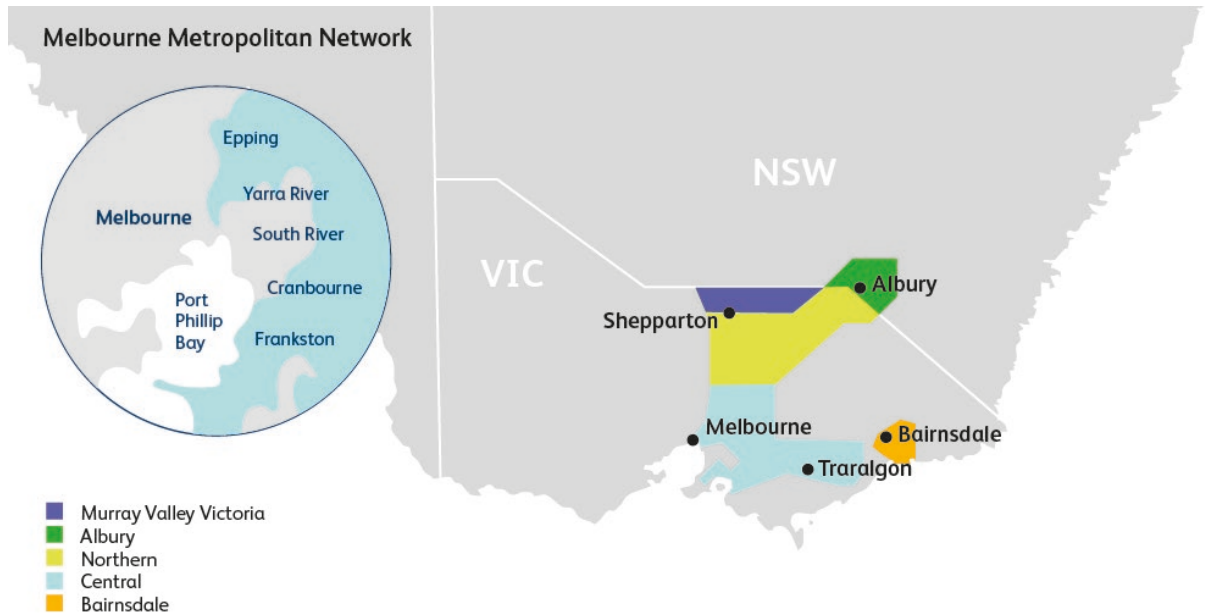 Melbourne Metropolitan Network
Epping
Yarra River
Melbourne
South River
Cranbourne
Port
Phillip
Bay
Frankston
NSW
VIC
Albury
Shepparton
Melbourne
Bairnsdale
Traralgon
Murray Valley Victoria
Albury
Northern
Central
Bairnsdale